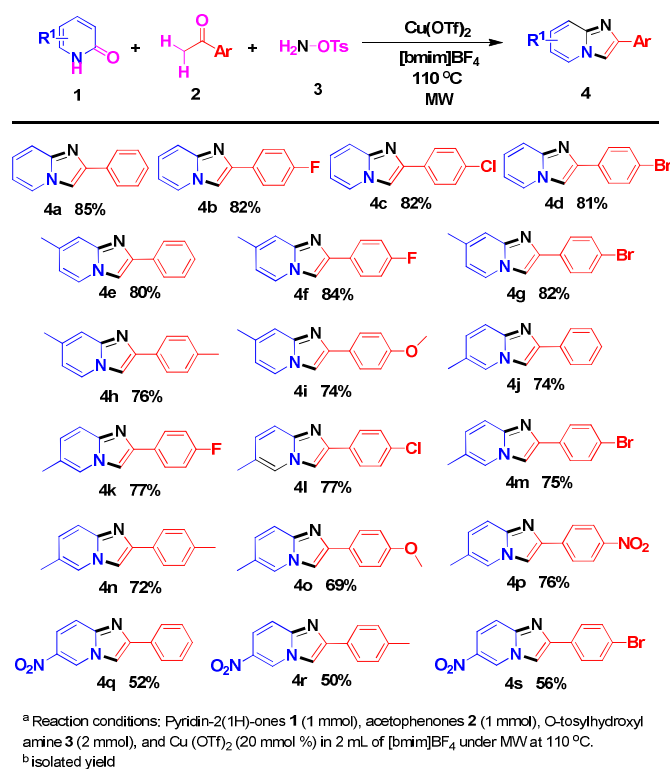 R1 N H O + H H O Ar + H2N OTs Cu(OTf)2 R1 N N Ar
[bmim]BF4
110 °C
MW
1 2 3 4
N N N N F N N Cl N N Br
4a 85% 4b 82% 4c 82% 4d 81%
N N N N F N N Br
4e 80% 4f 84% 4g 82%
N N N N O N N
4h 76% 4i 74% 4j 74%
N N F N N Cl N N Br
4k 77% 4l 77% 4m 75%
N N N N O N N NO2
4n 72% 4o 69% 4p 76%
O2N N N O2N N N O2N N N Br
4q 52% 4r 50% 4s 56%
a Reaction conditions: Pyridin-2(1H)-ones 1 (1 mmol), acetophenones 2 (1 mmol), O-tosylhydroxyl
amine 3 (2 mmol), and Cu (OTf)2 (20 mmol %) in 2 mL of [bmim]BF4 under MW at 110 °C.
b isolated yield